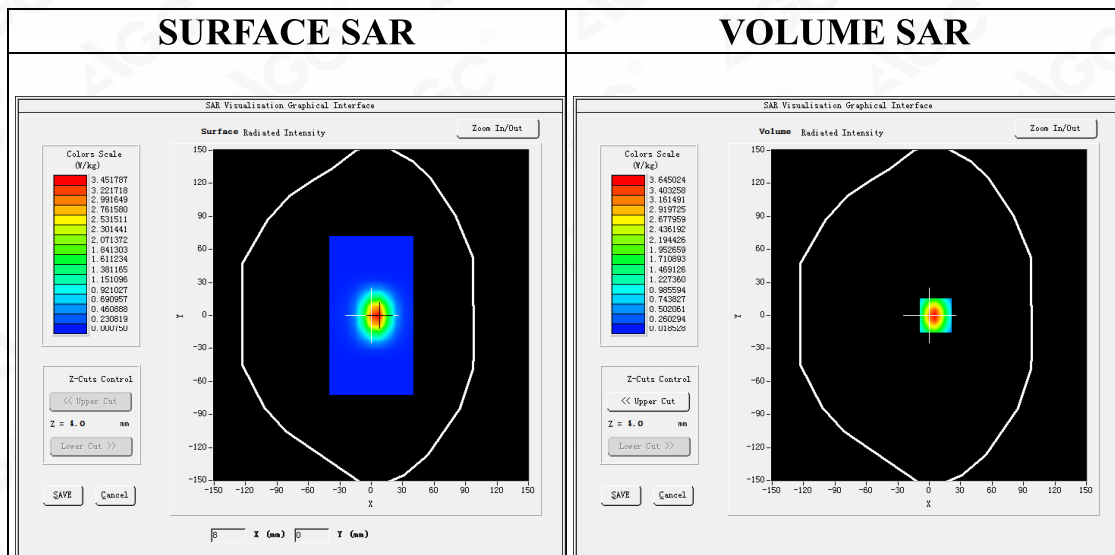 SURFACE SAR
VOLUME SAR
SAR Visualisation Graphical Interface
Surface Radiated Intensity
Zoom In/Out
Colors Scale
(W/kg)
3.451787
3.221718
2.991649
2.761580
2.531511
2.301441
2.071372
1.841303
1.611234
1.381165
1.151096
0.921027
0.690957
0.460888
0.230819
0.000750
150
120
90
60
30
0
-30
-60
-90
-120
-150
Y
-150 -120 -90 -60 -30 0 30 60 90 120 150
X
Z-Cuts Control
<< Upper Cut
Z = 4.0 mm
Lower Cut >>
SAVE Cancel
8 X (mm) 0 Y (mm)
SAR Visualisation Graphical Interface
Volume Radiated Intensity
Zoom In/Out
Colors Scale
(W/kg)
3.645024
3.403258
3.161491
2.919725
2.677959
2.436192
2.194426
1.952659
1.710893
1.469126
1.227360
0.985594
0.743827
0.502061
0.260294
0.018528
150
120
90
60
30
0
-30
-60
-90
-120
-150
Y
-150 -120 -90 -60 -30 0 30 60 90 120 150
X
Z-Cuts Control
<< Upper Cut
Z = 4.0 mm
Lower Cut >>
SAVE Cancel